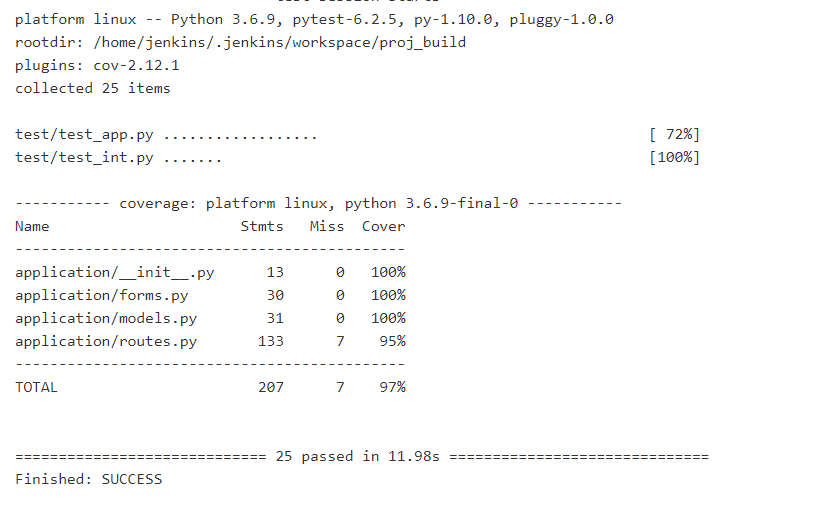 platform linux -- Python 3.6.9, pytest-6.2.5, py-1.10.0, pluggy-1.0.0
rootdir: /home/jenkins/.jenkins/workspace/proj_build
plugins: cov-2.12.1
collected 25 items
test/test_app.py .................. [ 72%]
test/test_int.py ....... [100%]
----------- coverage: platform linux, python 3.6.9-final-0 -----------
Name Stmts Miss Cover
---------------------------------------------
application/__init__.py 13 0 100%
application/forms.py 30 0 100%
application/models.py 31 0 100%
application/routes.py 133 7 95%
---------------------------------------------
TOTAL 207 7 97%
============================= 25 passed in 11.98s ==============================
Finished: SUCCESS